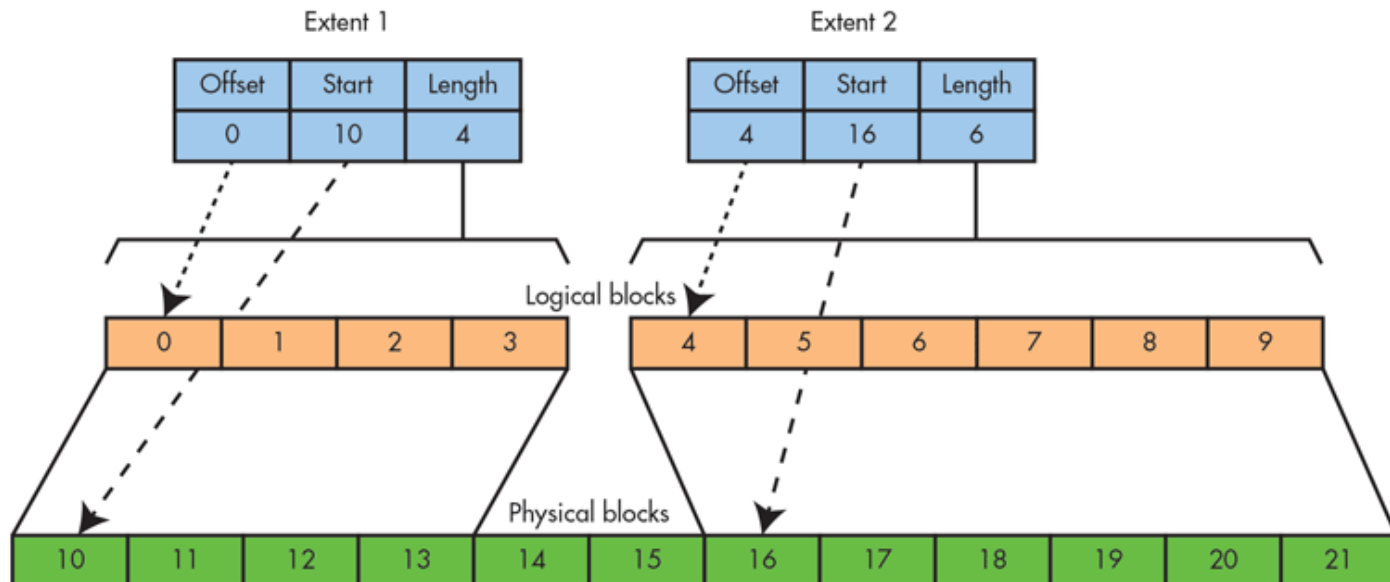 Extent 1
Extent 2
Offset Start Length
Offset Start Length
0 10 4
4 16 6
Logical blocks
0 1 2 3
4 5 6 7 8 9
Physical blocks
10 11 12 13 14 15 16 17 18 19 20 21